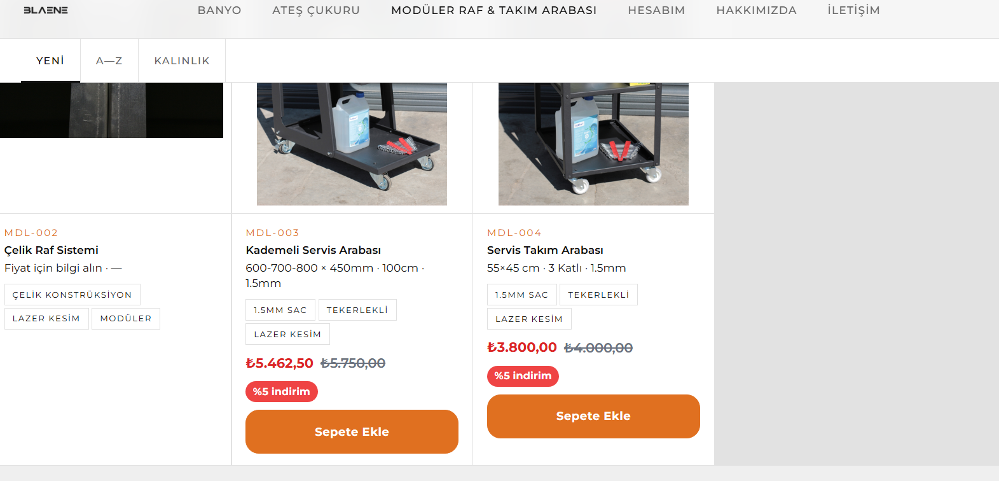 BLAENE
BANYO
ATEŞ ÇUKURU
MODÜLER RAF & TAKIM ARABASI
HESABIM
HAKKIMIZDA
İLETİŞİM
YENİ
A—Z
KALINLIK
MDL-002
Çelik Raf Sistemi
Fiyat için bilgi alın · —
ÇELİK KONSTRÜKSİYON
LAZER KESİM
MODÜLER
MDL-003
Kademeli Servis Arabası
600-700-800 × 450mm · 100cm ·
1.5mm
1.5MM SAC
TEKERLEKLİ
LAZER KESİM
₺5.462,50 ₺5.750,00
%5 indirim
Sepete Ekle
MDL-004
Servis Takım Arabası
55×45 cm · 3 Katlı · 1.5mm
1.5MM SAC
TEKERLEKLİ
LAZER KESİM
₺3.800,00 ₺4.000,00
%5 indirim
Sepete Ekle